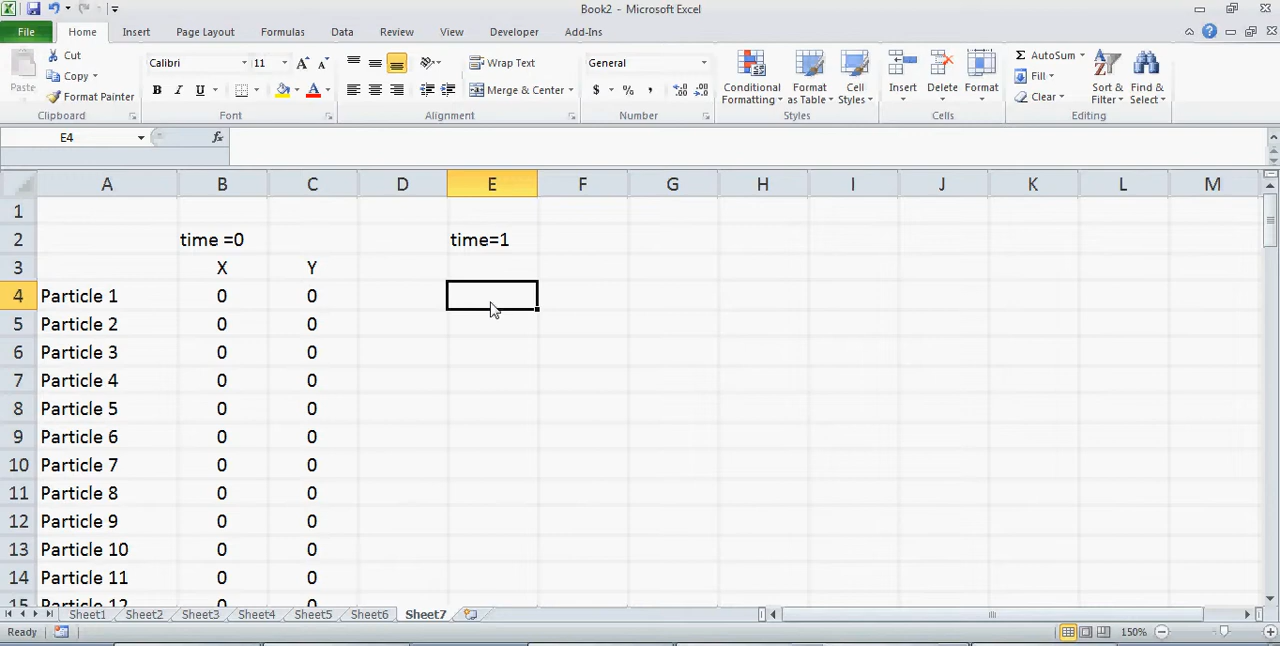 Book2 - Microsoft Excel
File Home Insert Page Layout Formulas Data Review View Developer Add-Ins
Cut
Copy
Format Painter
Paste
Clipboard
Calibri 11
B I U
Font
Wrap Text
Merge & Center
Alignment
General
$ % ,
Number
Conditional Formatting
Format as Table
Cell Styles
Styles
Insert Delete Format
Cells
AutoSum
Fill
Clear
Sort & Filter
Find & Select
Editing
E4 fx
A B C D E F G H I J K L M
1
2 time =0 time=1
3 X Y
4 Particle 1 0 0
5 Particle 2 0 0
6 Particle 3 0 0
7 Particle 4 0 0
8 Particle 5 0 0
9 Particle 6 0 0
10 Particle 7 0 0
11 Particle 8 0 0
12 Particle 9 0 0
13 Particle 10 0 0
14 Particle 11 0 0
15 Particle 12 0 0
Sheet1 Sheet2 Sheet3 Sheet4 Sheet5 Sheet6 Sheet7
Ready 150%